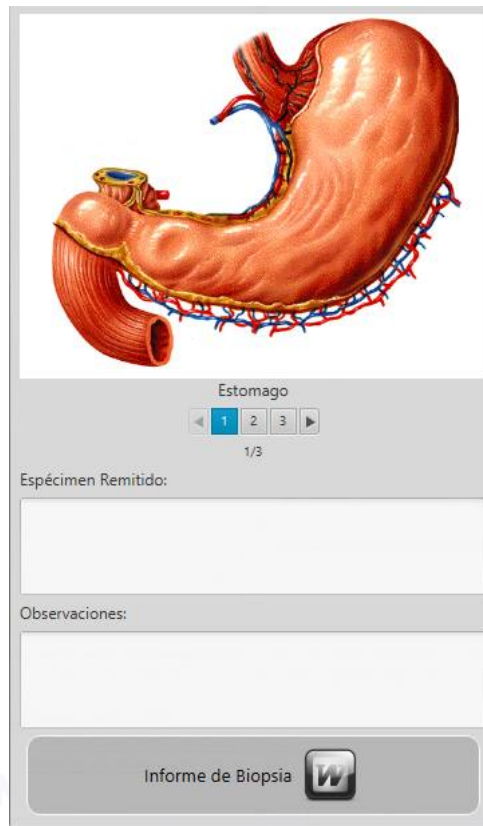 Estomago
1 2 3
1/3
Espécimen Remitido:
Observaciones:
Informe de Biopsia W